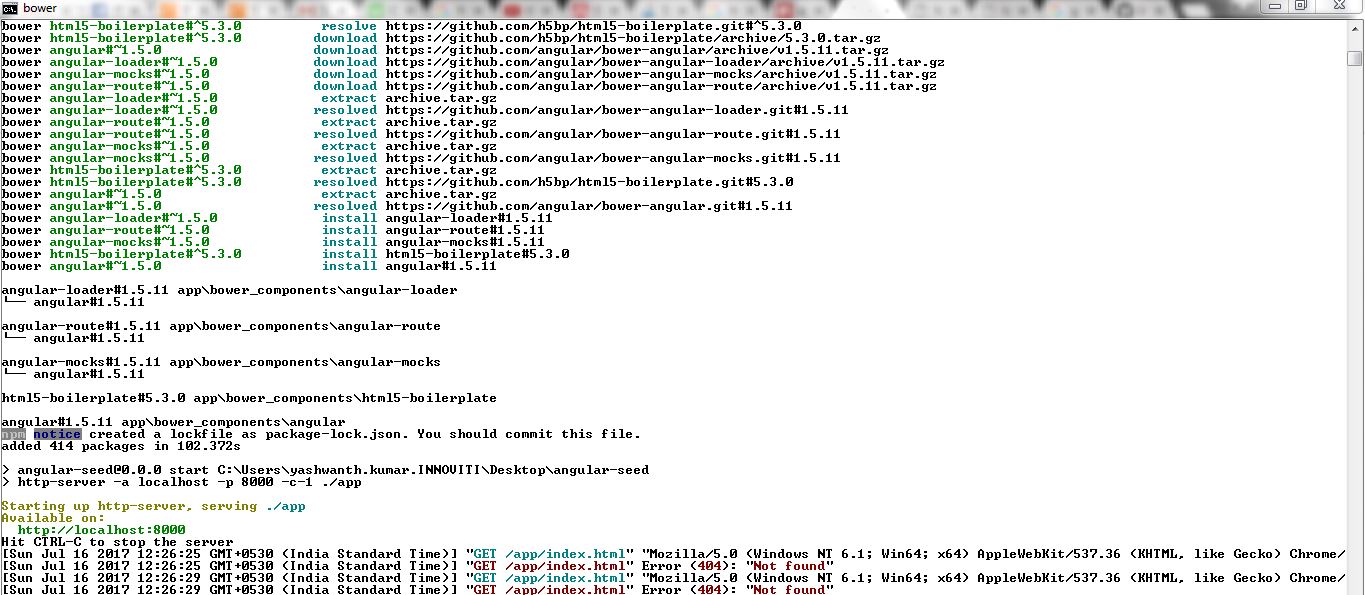 bower
bower html5-boilerplate#^5.3.0 resolve https://github.com/h5bp/html5-boilerplate.git#^5.3.0
bower html5-boilerplate#^5.3.0 download https://github.com/h5bp/html5-boilerplate/archive/5.3.0.tar.gz
bower angular#~1.5.0 download https://github.com/angular/bower-angular/archive/v1.5.11.tar.gz
bower angular-loader#~1.5.0 download https://github.com/angular/bower-angular-loader/archive/v1.5.11.tar.gz
bower angular-mocks#~1.5.0 download https://github.com/angular/bower-angular-mocks/archive/v1.5.11.tar.gz
bower angular-route#~1.5.0 download https://github.com/angular/bower-angular-route/archive/v1.5.11.tar.gz
bower angular-loader#~1.5.0 extract archive.tar.gz
bower angular-loader#~1.5.0 resolved https://github.com/angular/bower-angular-loader.git#1.5.11
bower angular-route#~1.5.0 extract archive.tar.gz
bower angular-route#~1.5.0 resolved https://github.com/angular/bower-angular-route.git#1.5.11
bower angular-mocks#~1.5.0 extract archive.tar.gz
bower angular-mocks#~1.5.0 resolved https://github.com/angular/bower-angular-mocks.git#1.5.11
bower html5-boilerplate#^5.3.0 extract archive.tar.gz
bower html5-boilerplate#^5.3.0 resolved https://github.com/h5bp/html5-boilerplate.git#5.3.0
bower angular#~1.5.0 extract archive.tar.gz
bower angular#~1.5.0 resolved https://github.com/angular/bower-angular.git#1.5.11
bower angular-loader#~1.5.0 install angular-loader#1.5.11
bower angular-route#~1.5.0 install angular-route#1.5.11
bower angular-mocks#~1.5.0 install angular-mocks#1.5.11
bower html5-boilerplate#^5.3.0 install html5-boilerplate#5.3.0
bower angular#~1.5.0 install angular#1.5.11
angular-loader#1.5.11 app\bower_components\angular-loader
└── angular#1.5.11
angular-route#1.5.11 app\bower_components\angular-route
└── angular#1.5.11
angular-mocks#1.5.11 app\bower_components\angular-mocks
└── angular#1.5.11
html5-boilerplate#5.3.0 app\bower_components\html5-boilerplate
angular#1.5.11 app\bower_components\angular
npm notice created a lockfile as package-lock.json. You should commit this file.
added 414 packages in 102.372s
> angular-seed@0.0.0 start C:\Users\yashwanth.kumar.INNOVITI\Desktop\angular-seed
> http-server -a localhost -p 8000 -c-1 ./app
Starting up http-server, serving ./app
Available on:
http://localhost:8000
Hit CTRL-C to stop the server
[Sun Jul 16 2017 12:26:25 GMT+0530 (India Standard Time)] "GET /app/index.html" "Mozilla/5.0 (Windows NT 6.1; Win64; x64) AppleWebKit/537.36 (KHTML, like Gecko) Chrome/
[Sun Jul 16 2017 12:26:25 GMT+0530 (India Standard Time)] "GET /app/index.html" Error (404): "Not found"
[Sun Jul 16 2017 12:26:29 GMT+0530 (India Standard Time)] "GET /app/index.html" "Mozilla/5.0 (Windows NT 6.1; Win64; x64) AppleWebKit/537.36 (KHTML, like Gecko) Chrome/
[Sun Jul 16 2017 12:26:29 GMT+0530 (India Standard Time)] "GET /app/index.html" Error (404): "Not found"